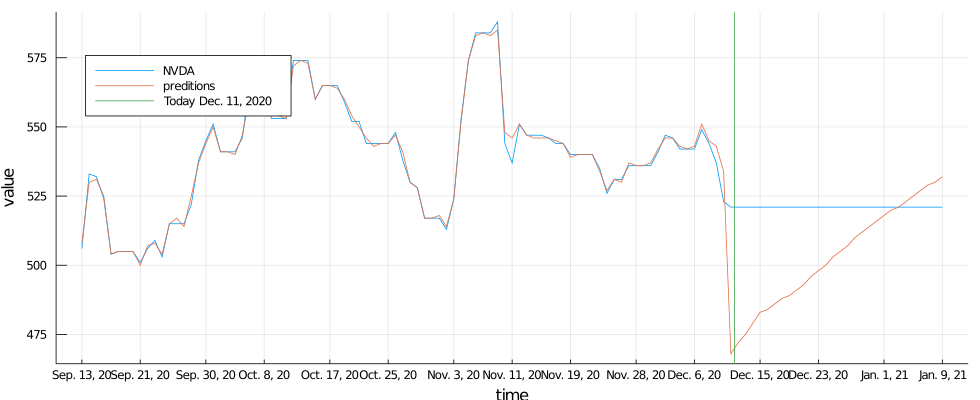 value
575
550
525
500
475
NVDA
preditions
Today Dec. 11, 2020
Sep. 13, 20 Sep. 21, 20 Sep. 30, 20 Oct. 8, 20 Oct. 17, 20 Oct. 25, 20 Nov. 3, 20 Nov. 11, 20 Nov. 19, 20 Nov. 28, 20 Dec. 6, 20 Dec. 15, 20 Dec. 23, 20 Jan. 1, 21 Jan. 9, 21
time